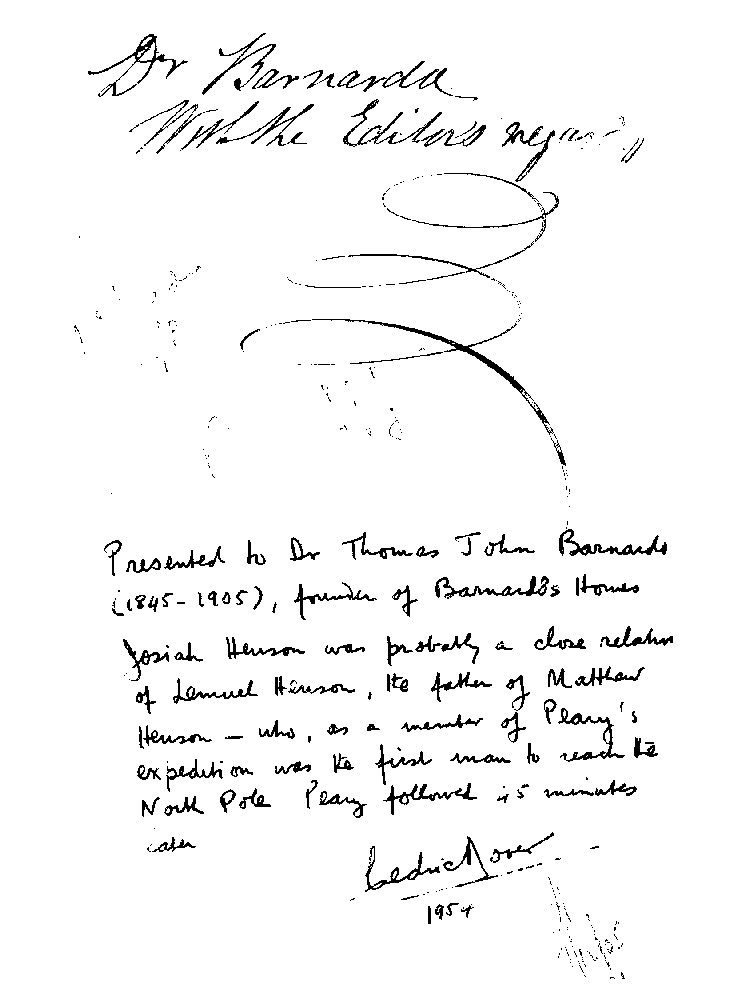 Dr Barnardo
With the Editor's regards
Presented to Dr Thomas John Barnardo
(1845-1905), founder of Barnardo's Homes
Josiah Henson was probably a close relation
of Lemuel Henson, the father of Matthew
Henson – who, as a member of Peary's
expedition was the first man to reach the
North Pole Peary followed 45 minutes
later
Cedric Dover
1954